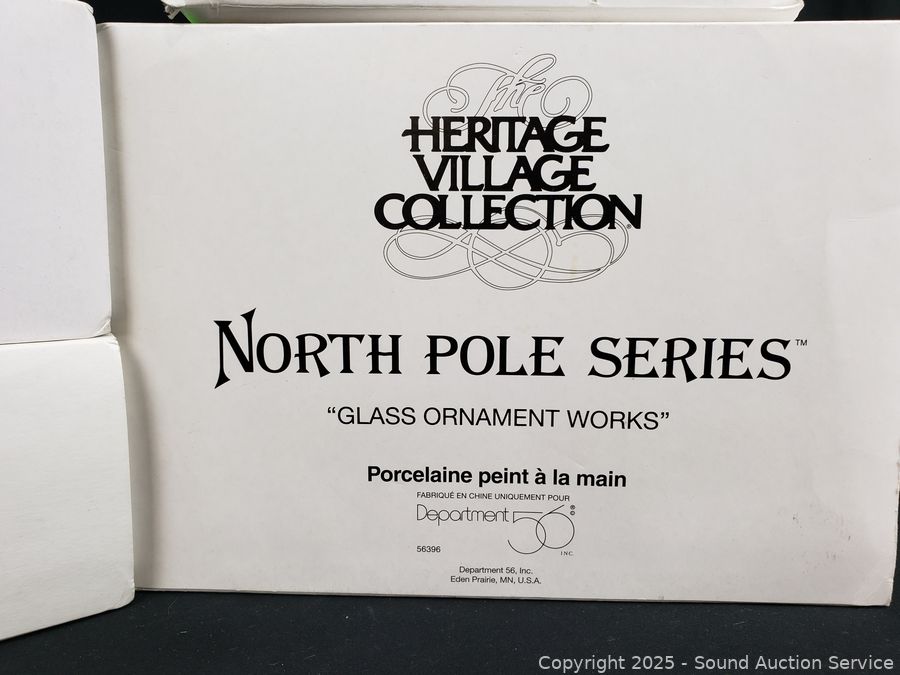 The
HERITAGE
VILLAGE
COLLECTION®
NORTH POLE SERIES™
“GLASS ORNAMENT WORKS”
Porcelaine peint à la main
FABRIQUÉ EN CHINE UNIQUEMENT POUR
Department 56 ®©
INC.
56396
Department 56, Inc.
Eden Prairie, MN, U.S.A.
Copyright 2025 - Sound Auction Service